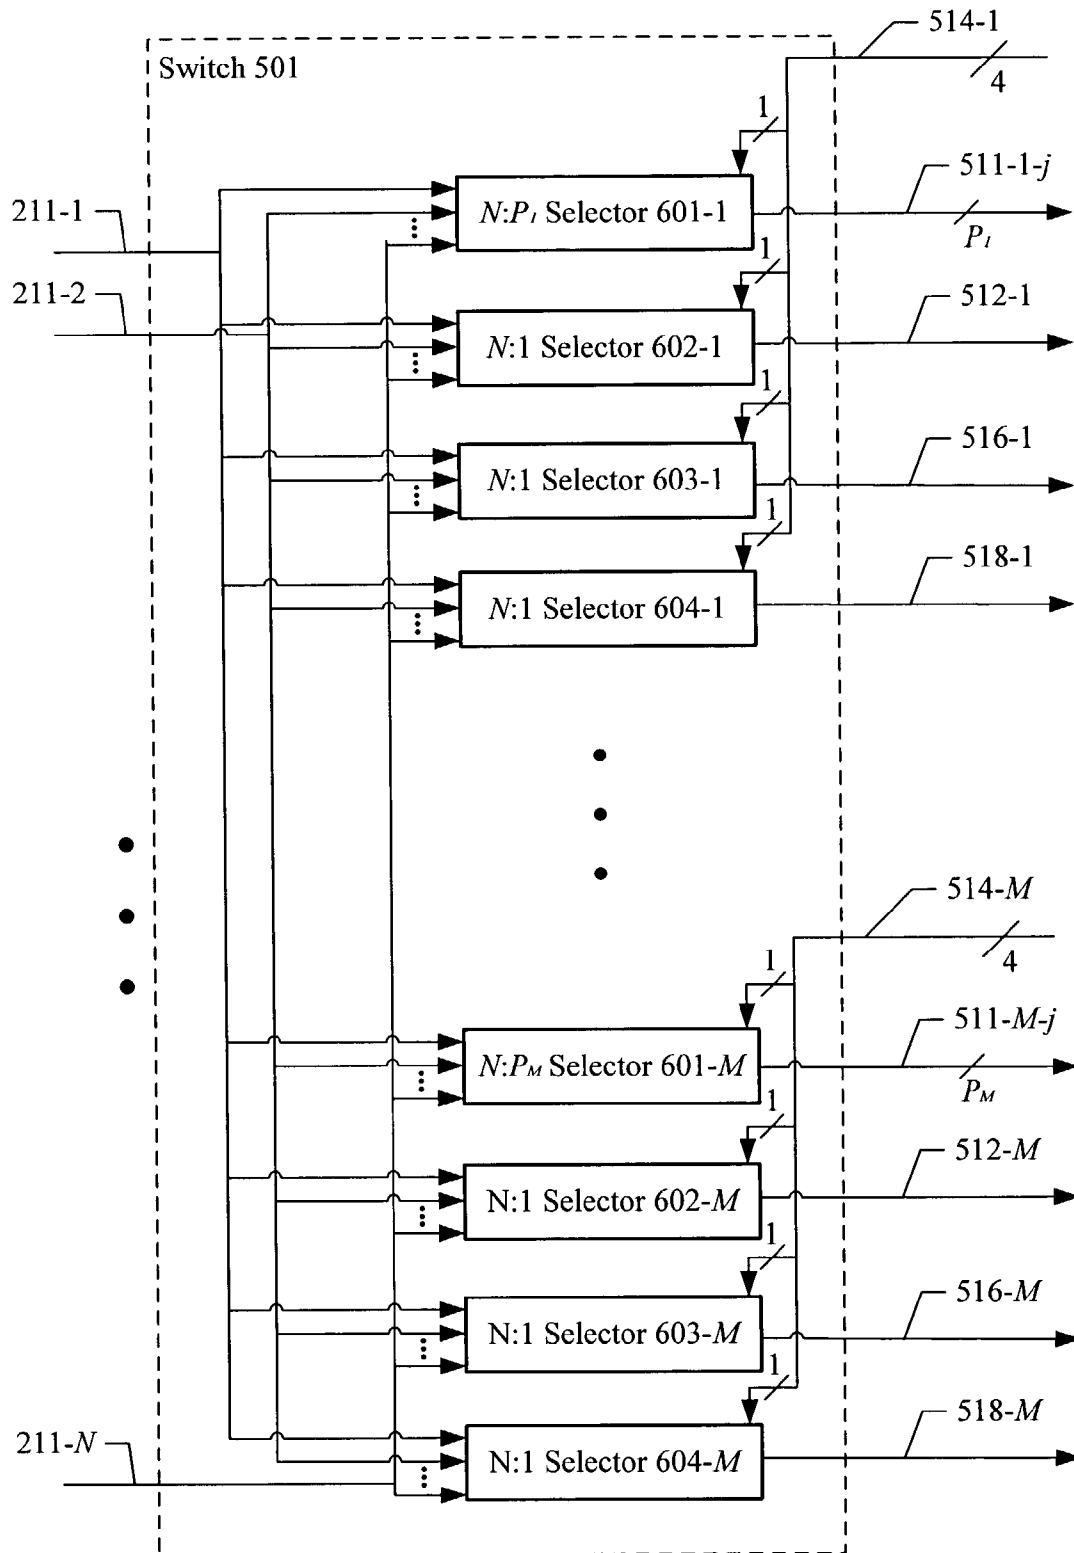 514-1
Switch 501
4
1
511-1-j
N:P₁ Selector 601-1
211-1
P₁
1
211-2
512-1
N:1 Selector 602-1
1
516-1
N:1 Selector 603-1
1
518-1
N:1 Selector 604-1
514-M
4
1
511-M-j
N:P_M Selector 601-M
P_M
1
512-M
N:1 Selector 602-M
1
516-M
N:1 Selector 603-M
1
518-M
211-N
N:1 Selector 604-M